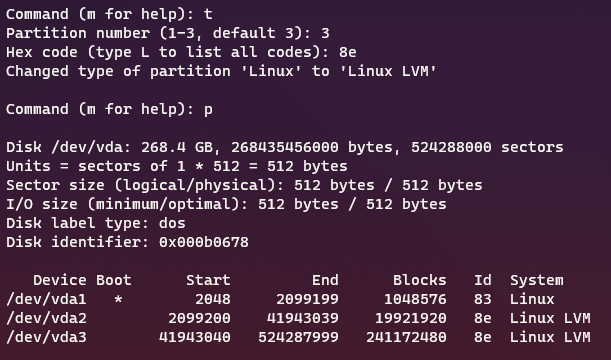 Command (m for help): t
Partition number (1-3, default 3): 3
Hex code (type L to list all codes): 8e
Changed type of partition 'Linux' to 'Linux LVM'
Command (m for help): p
Disk /dev/vda: 268.4 GB, 268435456000 bytes, 524288000 sectors
Units = sectors of 1 * 512 = 512 bytes
Sector size (logical/physical): 512 bytes / 512 bytes
I/O size (minimum/optimal): 512 bytes / 512 bytes
Disk label type: dos
Disk identifier: 0x000b0678
Device Boot Start End Blocks Id System
/dev/vda1 * 2048 2099199 1048576 83 Linux
/dev/vda2 2099200 41943039 19921920 8e Linux LVM
/dev/vda3 41943040 524287999 241172480 8e Linux LVM